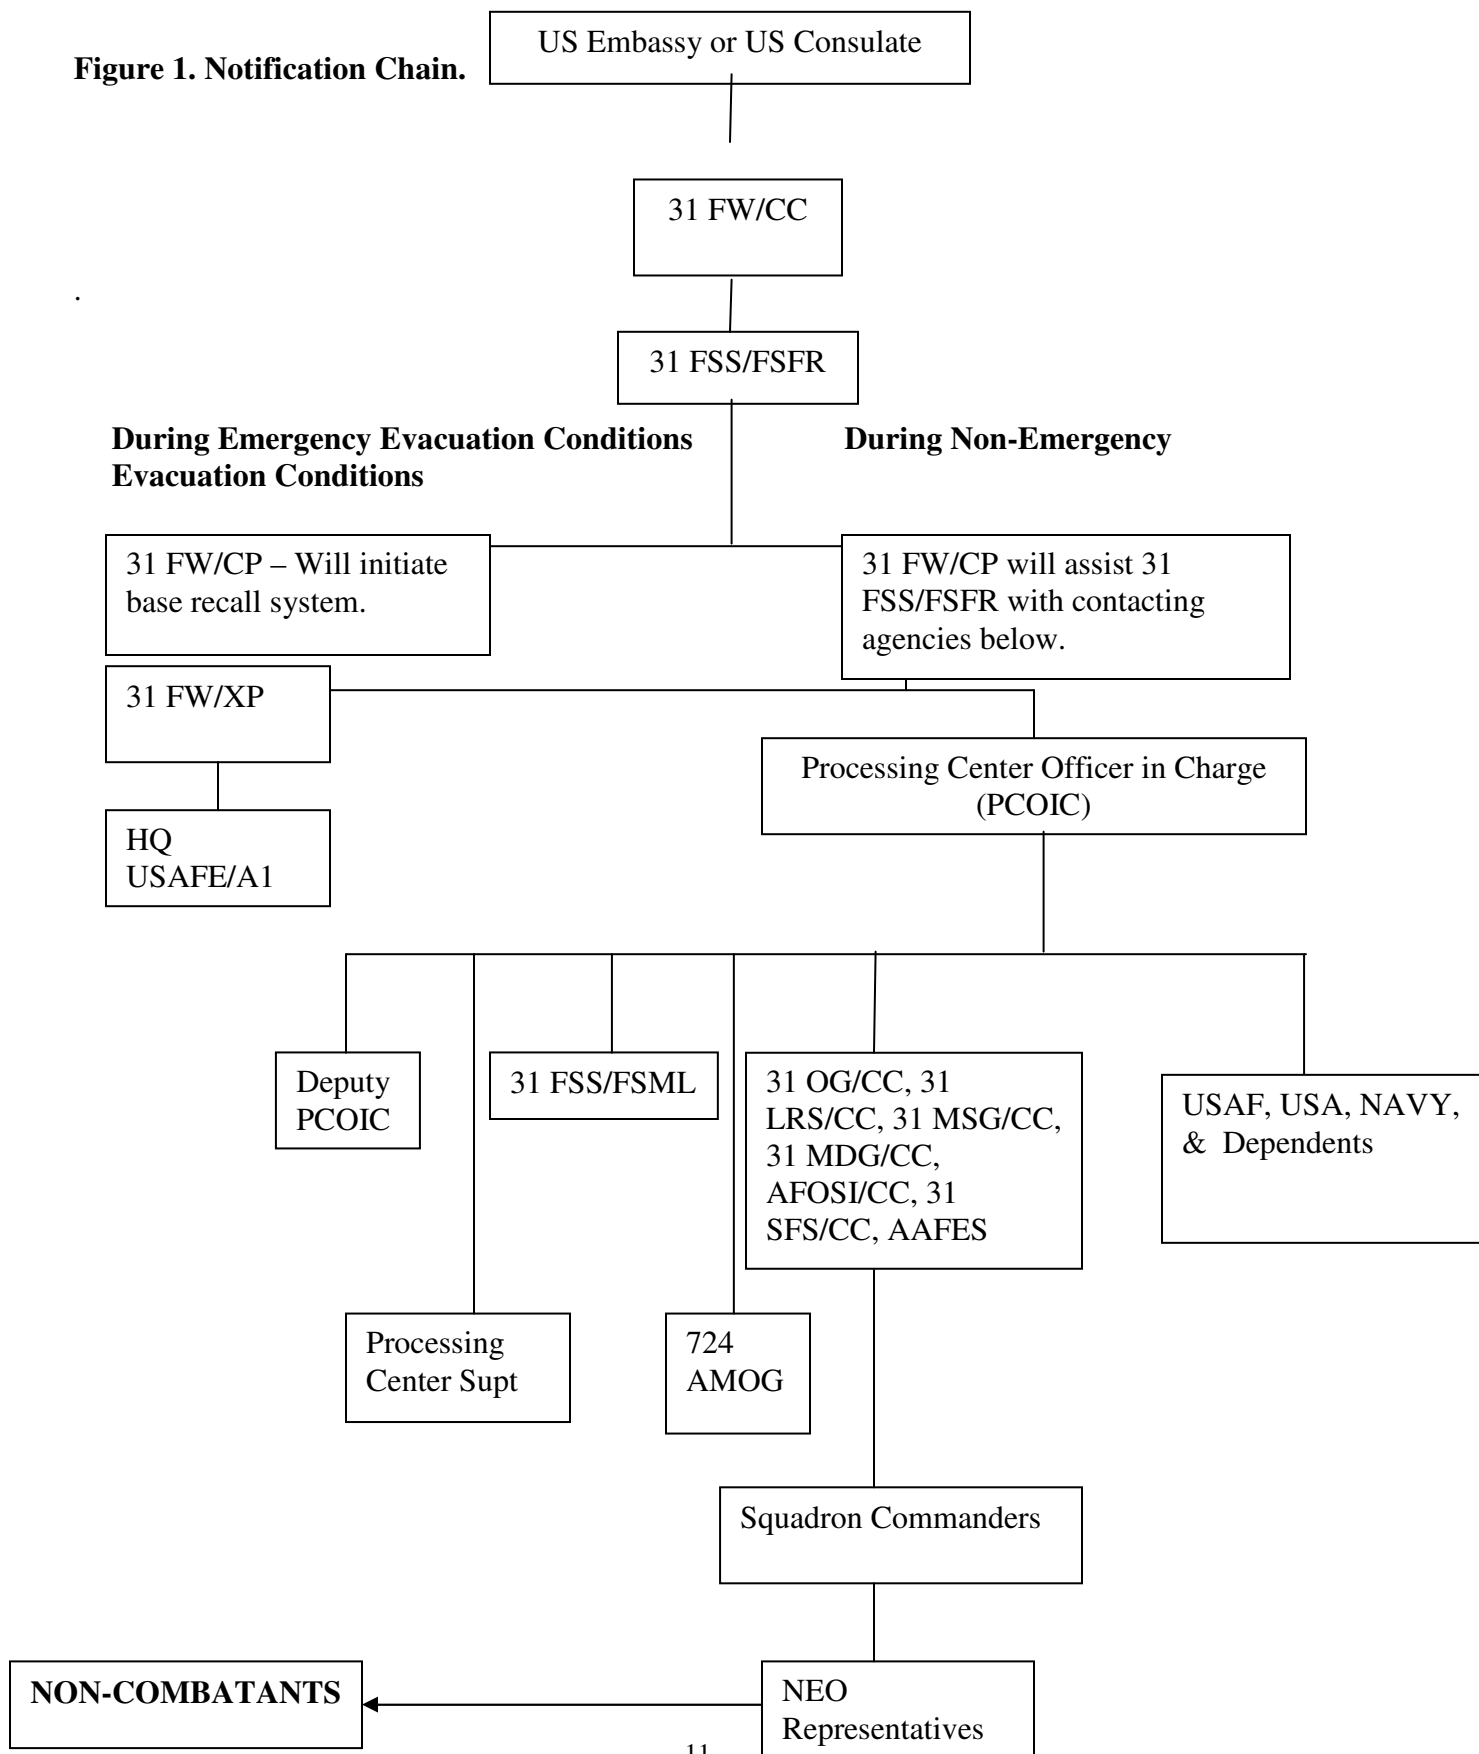 US Embassy or US Consulate
Figure 1. Notification Chain.
31 FW/CC
.
31 FSS/FSFR
During Emergency Evacuation Conditions During Non-Emergency
Evacuation Conditions
31 FW/CP – Will initiate
base recall system.
31 FW/CP will assist 31
FSS/FSFR with contacting
agencies below.
31 FW/XP
Processing Center Officer in Charge
(PCOIC)
HQ
USAFE/A1
Deputy
PCOIC
31 FSS/FSML
31 OG/CC, 31
LRS/CC, 31 MSG/CC,
31 MDG/CC,
AFOSI/CC, 31
SFS/CC, AAFES
USAF, USA, NAVY,
& Dependents
Processing
Center Supt
724
AMOG
Squadron Commanders
NON-COMBATANTS
NEO
Representatives
11